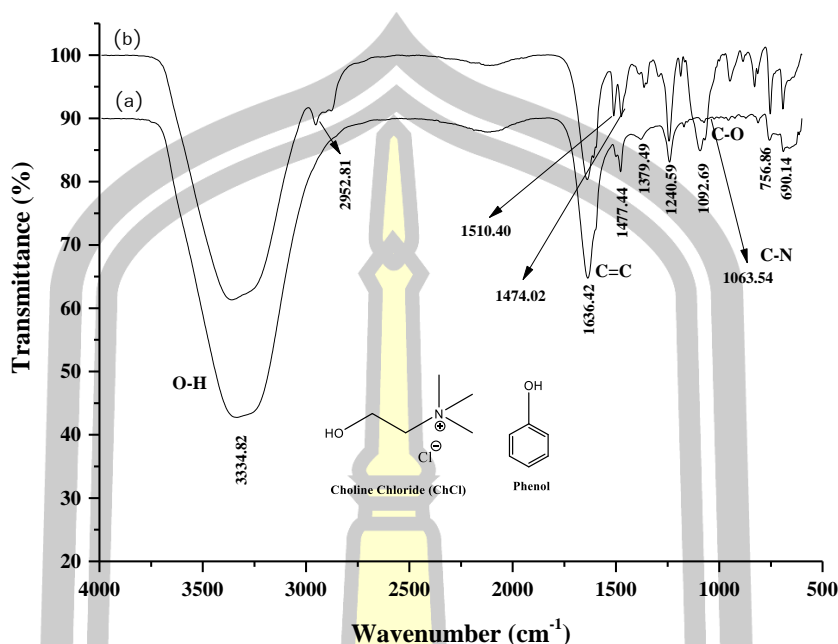 (b)
100
(a)
90
80
70
60
50
40
30
20
Transmittance (%)
4000
3500
3000
2500
2000
1500
1000
500
Wavenumber (cm-1)
O-H
3334.82
2952.81
1510.40
1474.02
C=C
1636.42
1477.44
1379.49
1240.59
1092.69
C-O
C-N
1063.54
756.86
690.14
HO
N
⊕
Cl
⊖
Choline Chloride (ChCl)
OH
Phenol